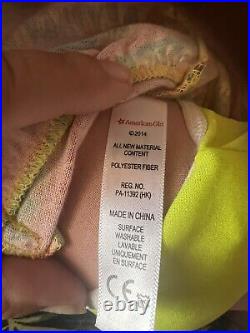 American Girl
©2014
ALL NEW MATERIAL
CONTENT
POLYESTER FIBER
REG. NO.
PA-11392 (HK)
MADE IN CHINA
SURFACE
WASHABLE
LAVABLE
UNIQUEMENT
EN SURFACE
CE